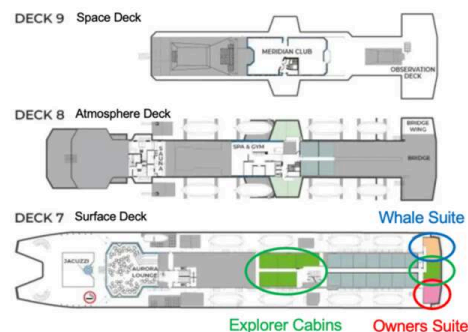 DECK 9 Space Deck
MERIDIAN CLUB
OBSERVATION
DECK
DECK 8 Atmosphere Deck
BRIDGE
WING
SAUNA
SPA & GYM
BRIDGE
DECK 7 Surface Deck
Whale Suite
JACUZZI
AURORA
LOUNGE
Explorer Cabins
Owners Suite